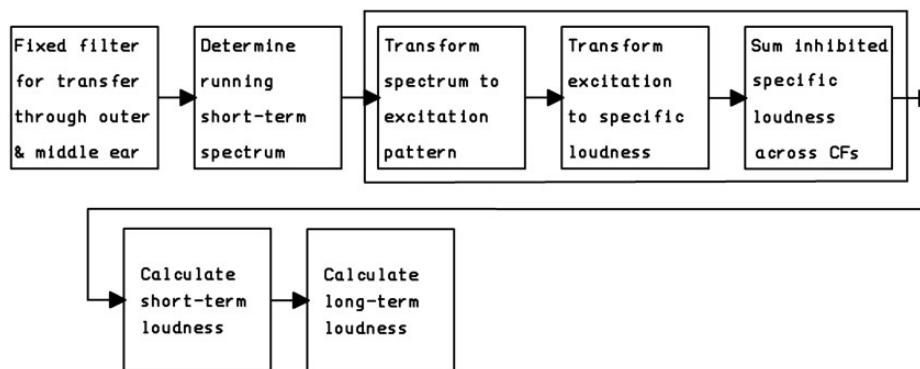 Fixed filter
for transfer
through outer
& middle ear
Determine
running
short-term
spectrum
Transform
spectrum to
excitation
pattern
Transform
excitation
to specific
loudness
Sum inhibited
specific
loudness
across CFs
Calculate
short-term
loudness
Calculate
long-term
loudness